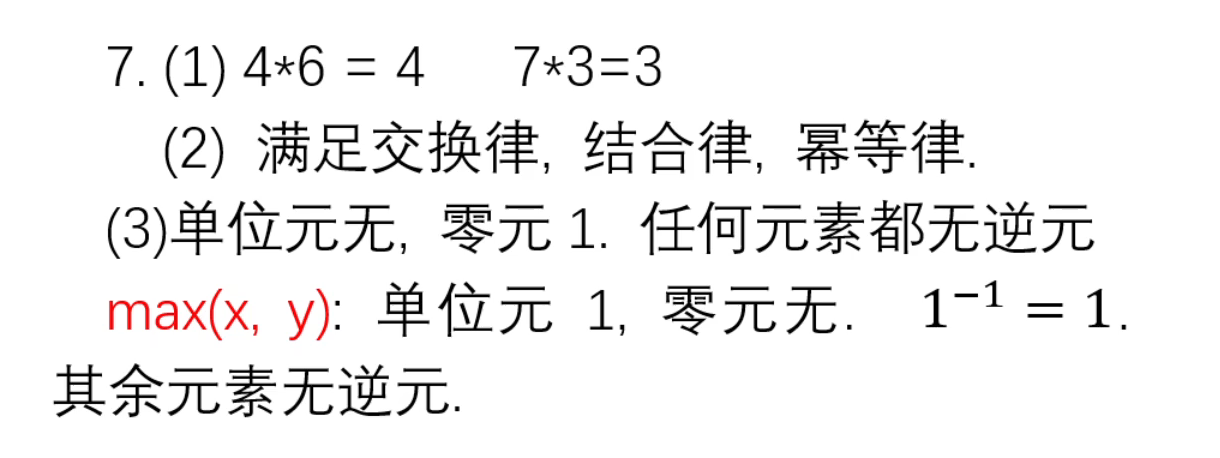 7. (1) 4*6 = 4 7*3=3
(2) 满足交换律, 结合律, 幂等律.
(3)单位元无, 零元 1. 任何元素都无逆元
max(x, y): 单位元 1, 零元无. 1⁻¹ = 1.
其余元素无逆元.